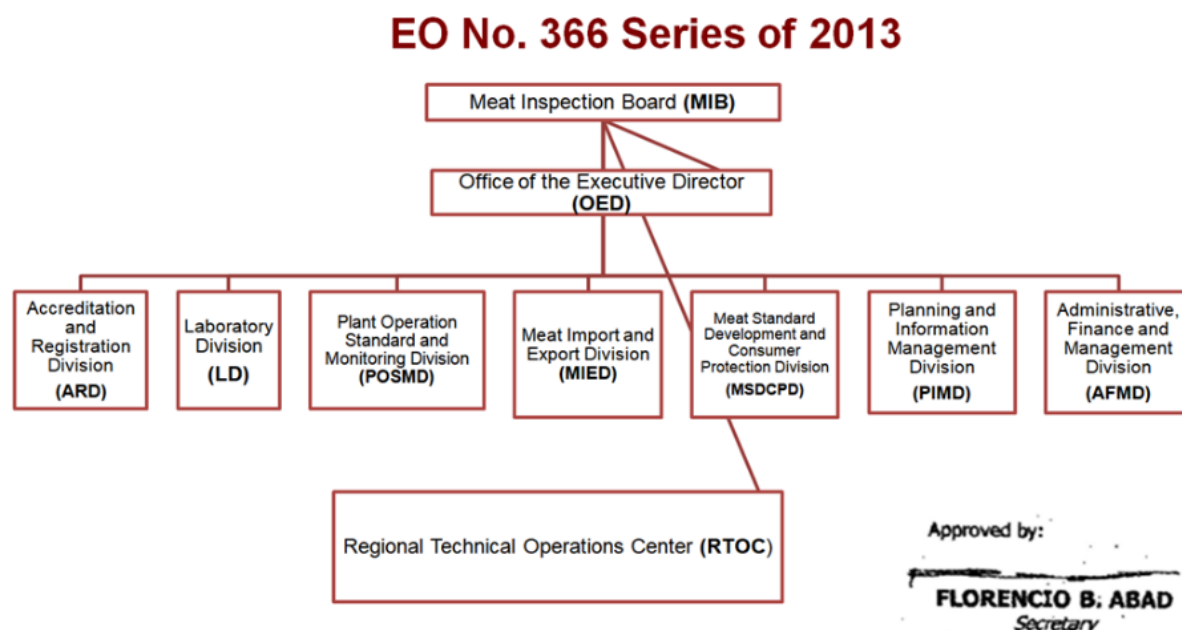 EO No. 366 Series of 2013
Meat Inspection Board (MIB)
Office of the Executive Director
(OED)
Accreditation
and
Registration
Division
(ARD)
Laboratory
Division
(LD)
Plant Operation
Standard and
Monitoring Division
(POSMD)
Meat Import and
Export Division
(MIED)
Meat Standard
Development and
Consumer
Protection Division
(MSDCPD)
Planning and
Information
Management
Division
(PIMD)
Administrative,
Finance and
Management
Division
(AFMD)
Regional Technical Operations Center (RTOC)
Approved by:
FLORENCIO B. ABAD
Secretary